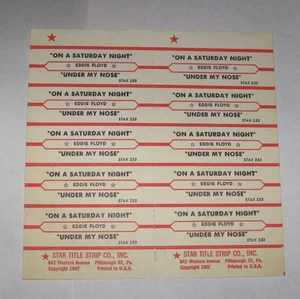 "ON A SATURDAY NIGHT"
EDDIE FLOYD
"UNDER MY NOSE"
STAX 233
"ON A SATURDAY NIGHT"
EDDIE FLOYD
"UNDER MY NOSE"
STAX 233
"ON A SATURDAY NIGHT"
EDDIE FLOYD
"UNDER MY NOSE"
STAX 233
"ON A SATURDAY NIGHT"
EDDIE FLOYD
"UNDER MY NOSE"
STAX 233
"ON A SATURDAY NIGHT"
EDDIE FLOYD
"UNDER MY NOSE"
STAX 233
STAR TITLE STRIP CO., INC.
Western Avenue Pittsburgh 33, Pa.
Copyright 1967 Printed in U.S.A.
"ON A SATURDAY NIGHT"
EDDIE FLOYD
"UNDER MY NOSE"
STAX 233
"ON A SATURDAY NIGHT"
EDDIE FLOYD
"UNDER MY NOSE"
STAX 233
"ON A SATURDAY NIGHT"
EDDIE FLOYD
"UNDER MY NOSE"
STAX 233
"ON A SATURDAY NIGHT"
EDDIE FLOYD
"UNDER MY NOSE"
STAX 233
"ON A SATURDAY NIGHT"
EDDIE FLOYD
"UNDER MY NOSE"
STAX 233
STAR TITLE STRIP CO., INC.
Western Avenue Pittsburgh 33, Pa.
Copyright 1967 Printed in U.S.A.